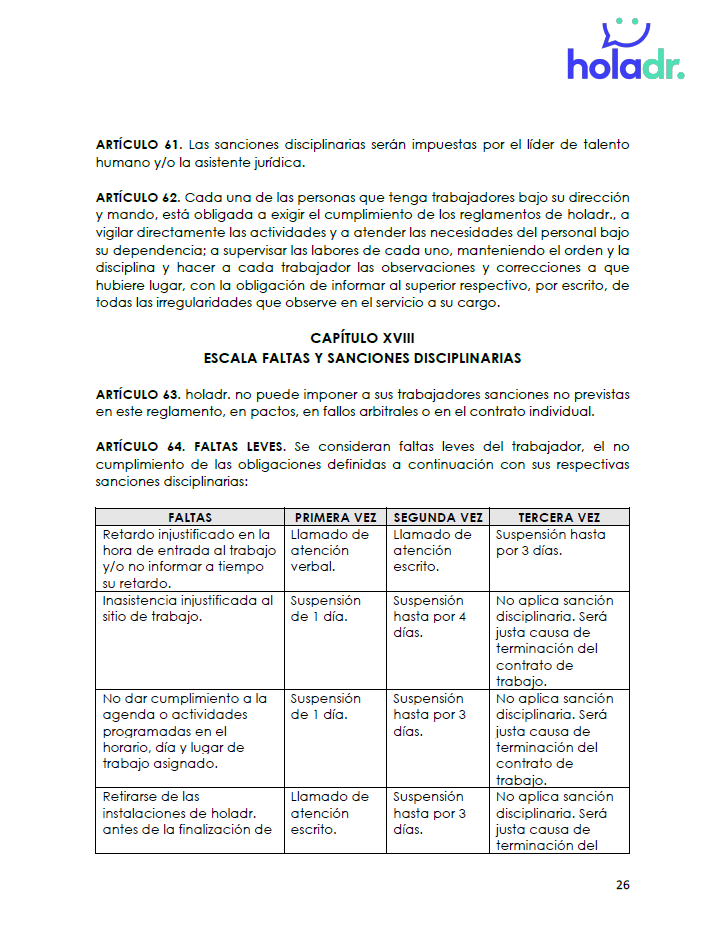 holadr.
ARTÍCULO 61. Las sanciones disciplinarias serán impuestas por el líder de talento
humano y/o la asistente jurídica.
ARTÍCULO 62. Cada una de las personas que tenga trabajadores bajo su dirección
y mando, está obligada a exigir el cumplimiento de los reglamentos de holadr., a
vigilar directamente las actividades y a atender las necesidades del personal bajo
su dependencia; a supervisar las labores de cada uno, manteniendo el orden y la
disciplina y hacer a cada trabajador las observaciones y correcciones a que
hubiere lugar, con la obligación de informar al superior respectivo, por escrito, de
todas las irregularidades que observe en el servicio a su cargo.
CAPÍTULO XVIII
ESCALA FALTAS Y SANCIONES DISCIPLINARIAS
ARTÍCULO 63. holadr. no puede imponer a sus trabajadores sanciones no previstas
en este reglamento, en pactos, en fallos arbitrales o en el contrato individual.
ARTÍCULO 64. FALTAS LEVES. Se consideran faltas leves del trabajador, el no
cumplimiento de las obligaciones definidas a continuación con sus respectivas
sanciones disciplinarias:
FALTAS PRIMERA VEZ SEGUNDA VEZ TERCERA VEZ
Retardo injustificado en la Llamado de Llamado de Suspensión hasta
hora de entrada al trabajo atención atención por 3 días.
y/o no informar a tiempo verbal. escrito.
su retardo.
Inasistencia injustificada al Suspensión Suspensión No aplica sanción
sitio de trabajo. de 1 día. hasta por 4 disciplinaria. Será
días. justa causa de
terminación del
contrato de
trabajo.
No dar cumplimiento a la Suspensión Suspensión No aplica sanción
agenda o actividades de 1 día. hasta por 3 disciplinaria. Será
programadas en el días. justa causa de
horario, día y lugar de terminación del
trabajo asignado. contrato de
trabajo.
Retirarse de las Llamado de Suspensión No aplica sanción
instalaciones de holadr. atención hasta por 3 disciplinaria. Será
antes de la finalización de escrito. días. justa causa de
terminación del
26